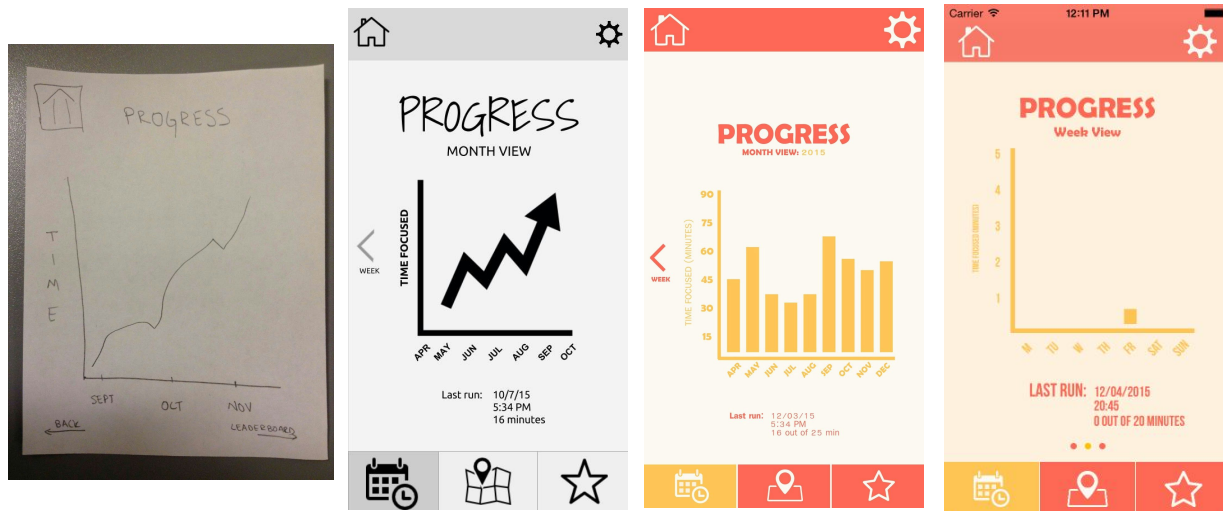 PROGRESS
TIME
SEPT OCT NOV
BACK
LEADERBOARD
PROGRESS
MONTH VIEW
TIME FOCUSED
WEEK
APR MAY JUN JUL AUG SEP OCT
Last run: 10/7/15
5:34 PM
16 minutes
PROGRESS
MONTH VIEW: 2015
90
75
60
45
30
15
TIME FOCUSED (MINUTES)
WEEK
APR MAY JUN JUL AUG SEP OCT NOV DEC
Last run: 12/03/15
5:34 PM
16 out of 25 min
Carrier 12:11 PM
PROGRESS
Week View
5
4
3
2
1
TIME FOCUSED (MINUTES)
M TU W TH FR SAT SUN
LAST RUN: 12/04/2015
20:45
0 OUT OF 20 MINUTES